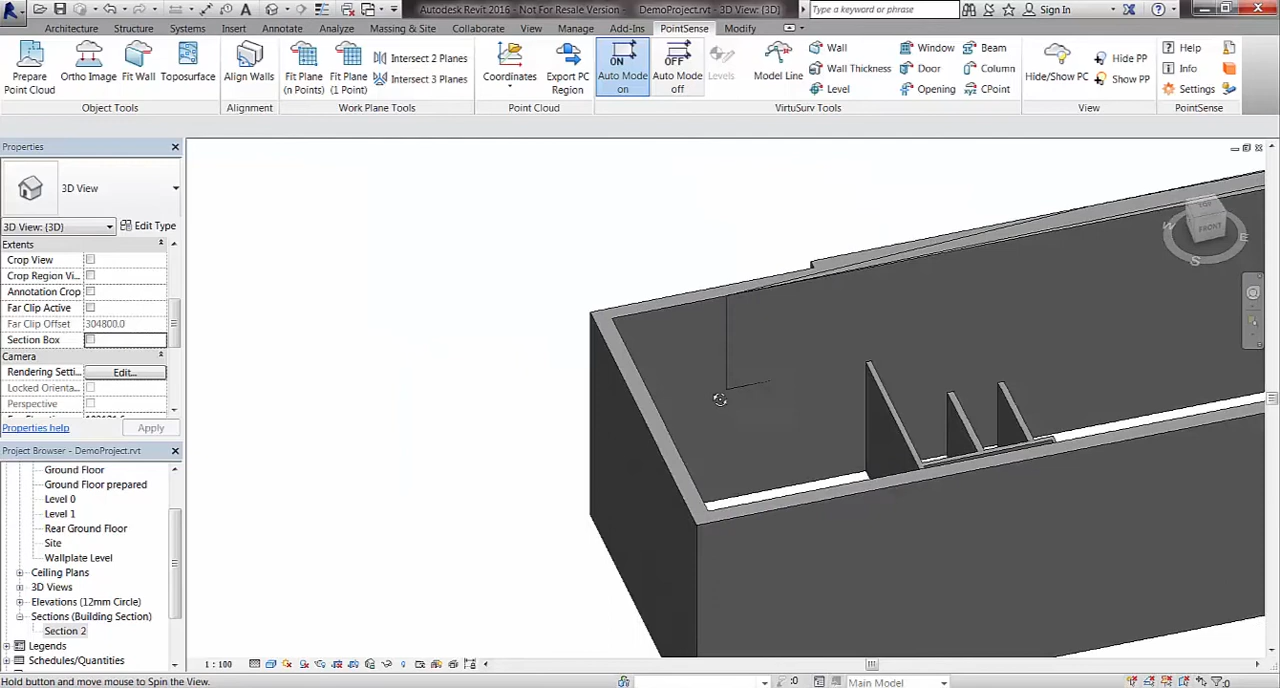 Autodesk Revit 2016 - Not For Resale Version - DemoProject.rvt - 3D View: {3D}
Type a keyword or phrase
Sign In
Architecture Structure Systems Insert Annotate Analyze Massing & Site Collaborate View Manage Add-Ins PointSense Modify
Prepare Point Cloud
Ortho Image
Fit Wall
Toposurface
Align Walls
Fit Plane (n Points)
Fit Plane (1 Point)
Intersect 2 Planes
Intersect 3 Planes
Coordinates
Export PC Region
ON
Auto Mode on
OFF
Auto Mode off
Levels
Model Line
Wall
Wall Thickness
Level
Window
Door
Opening
Beam
Column
CPoint
xyz
Hide/Show PC
Hide PP
Show PP
Help
Info
Settings
Object Tools
Alignment
Work Plane Tools
Point Cloud
VirtuSurv Tools
View
PointSense
Properties
3D View
3D View: {3D}
Edit Type
Extents
Crop View
Crop Region Vi...
Annotation Crop
Far Clip Active
Far Clip Offset 304800.0
Section Box
Camera
Rendering Setti... Edit...
Locked Orienta...
Perspective
Properties help
Apply
Project Browser - DemoProject.rvt
Ground Floor
Ground Floor prepared
Level 0
Level 1
Rear Ground Floor
Site
Wallplate Level
Ceiling Plans
3D Views
Elevations (12mm Circle)
Sections (Building Section)
Section 2
Legends
Schedules/Quantities
TOP
FRONT
W
E
S
1 : 100
Hold button and move mouse to Spin the View.
:0
Main Model
:0